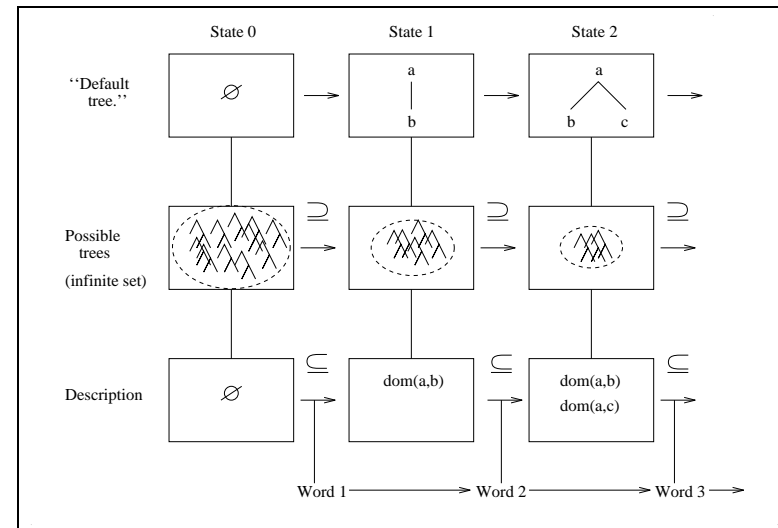 State 0 State 1 State 2
‘‘Default
tree.’’
∅
a
b
a
b c
⊇ ⊇ ⊇
Possible
trees
(infinite set)
⊆ ⊆ ⊆
Description
∅
dom(a,b)
dom(a,b)
dom(a,c)
Word 1 Word 2 Word 3